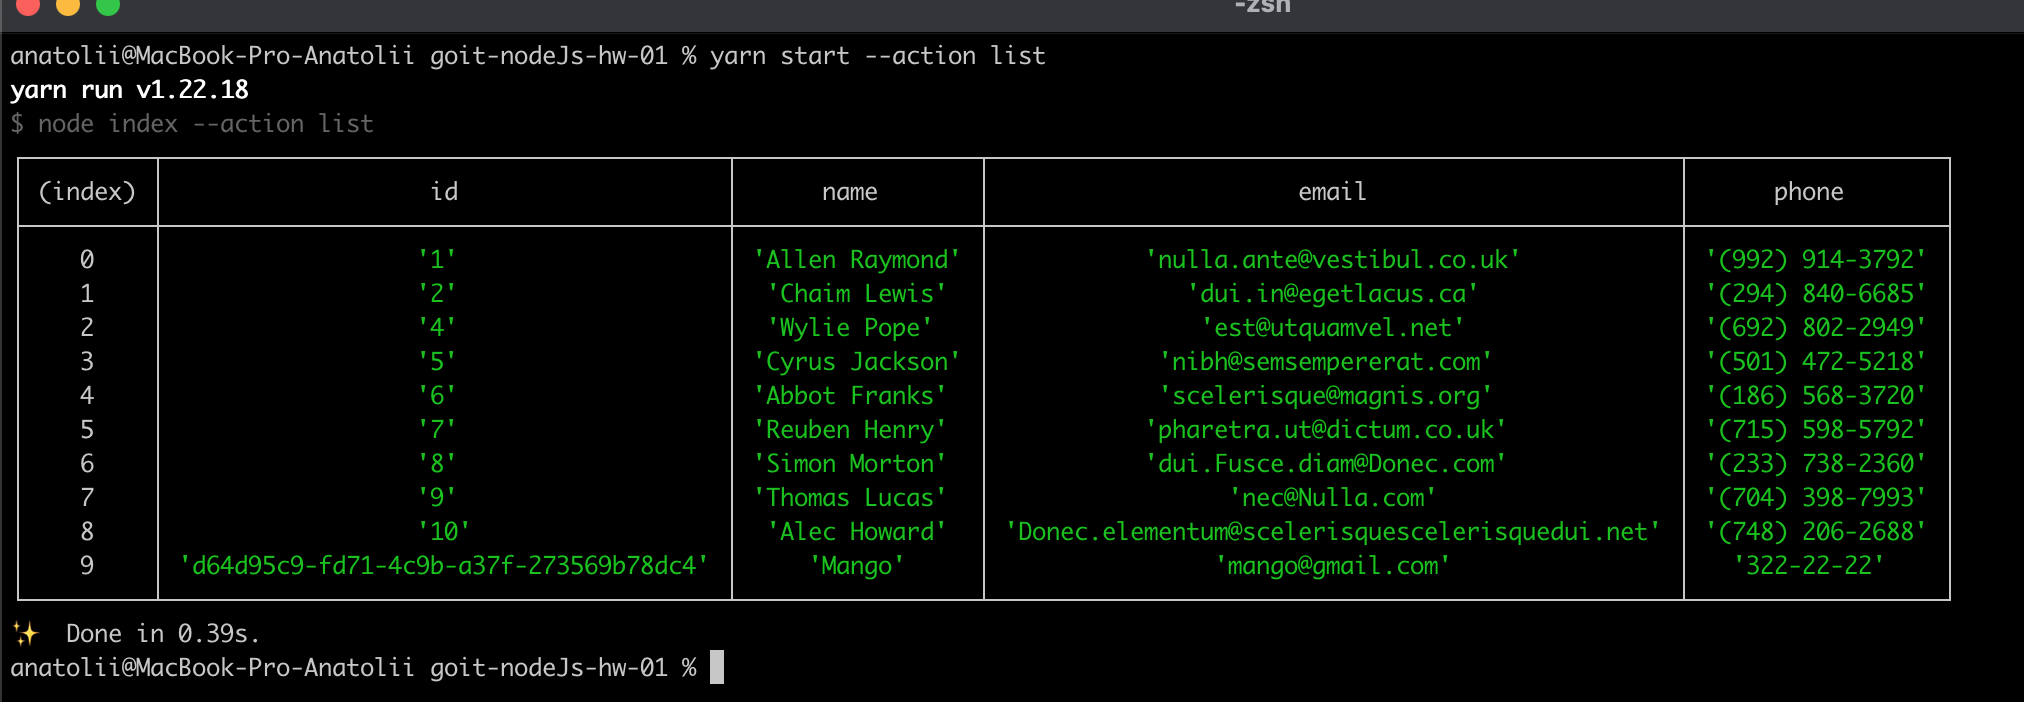 -zsh
anatolii@MacBook-Pro-Anatolii goit-nodeJs-hw-01 % yarn start --action list
yarn run v1.22.18
$ node index --action list
(index) id name email phone
0 '1' 'Allen Raymond' 'nulla.ante@vestibul.co.uk' '(992) 914-3792'
1 '2' 'Chaim Lewis' 'dui.in@egetlacus.ca' '(294) 840-6685'
2 '4' 'Wylie Pope' 'est@utquamvel.net' '(692) 802-2949'
3 '5' 'Cyrus Jackson' 'nibh@semsempererat.com' '(501) 472-5218'
4 '6' 'Abbot Franks' 'scelerisque@magnis.org' '(186) 568-3720'
5 '7' 'Reuben Henry' 'pharetra.ut@dictum.co.uk' '(715) 598-5792'
6 '8' 'Simon Morton' 'dui.Fusce.diam@Donec.com' '(233) 738-2360'
7 '9' 'Thomas Lucas' 'nec@Nulla.com' '(704) 398-7993'
8 '10' 'Alec Howard' 'Donec.elementum@scelerisquescelerisquedui.net' '(748) 206-2688'
9 'd64d95c9-fd71-4c9b-a37f-273569b78dc4' 'Mango' 'mango@gmail.com' '322-22-22'
✨ Done in 0.39s.
anatolii@MacBook-Pro-Anatolii goit-nodeJs-hw-01 %